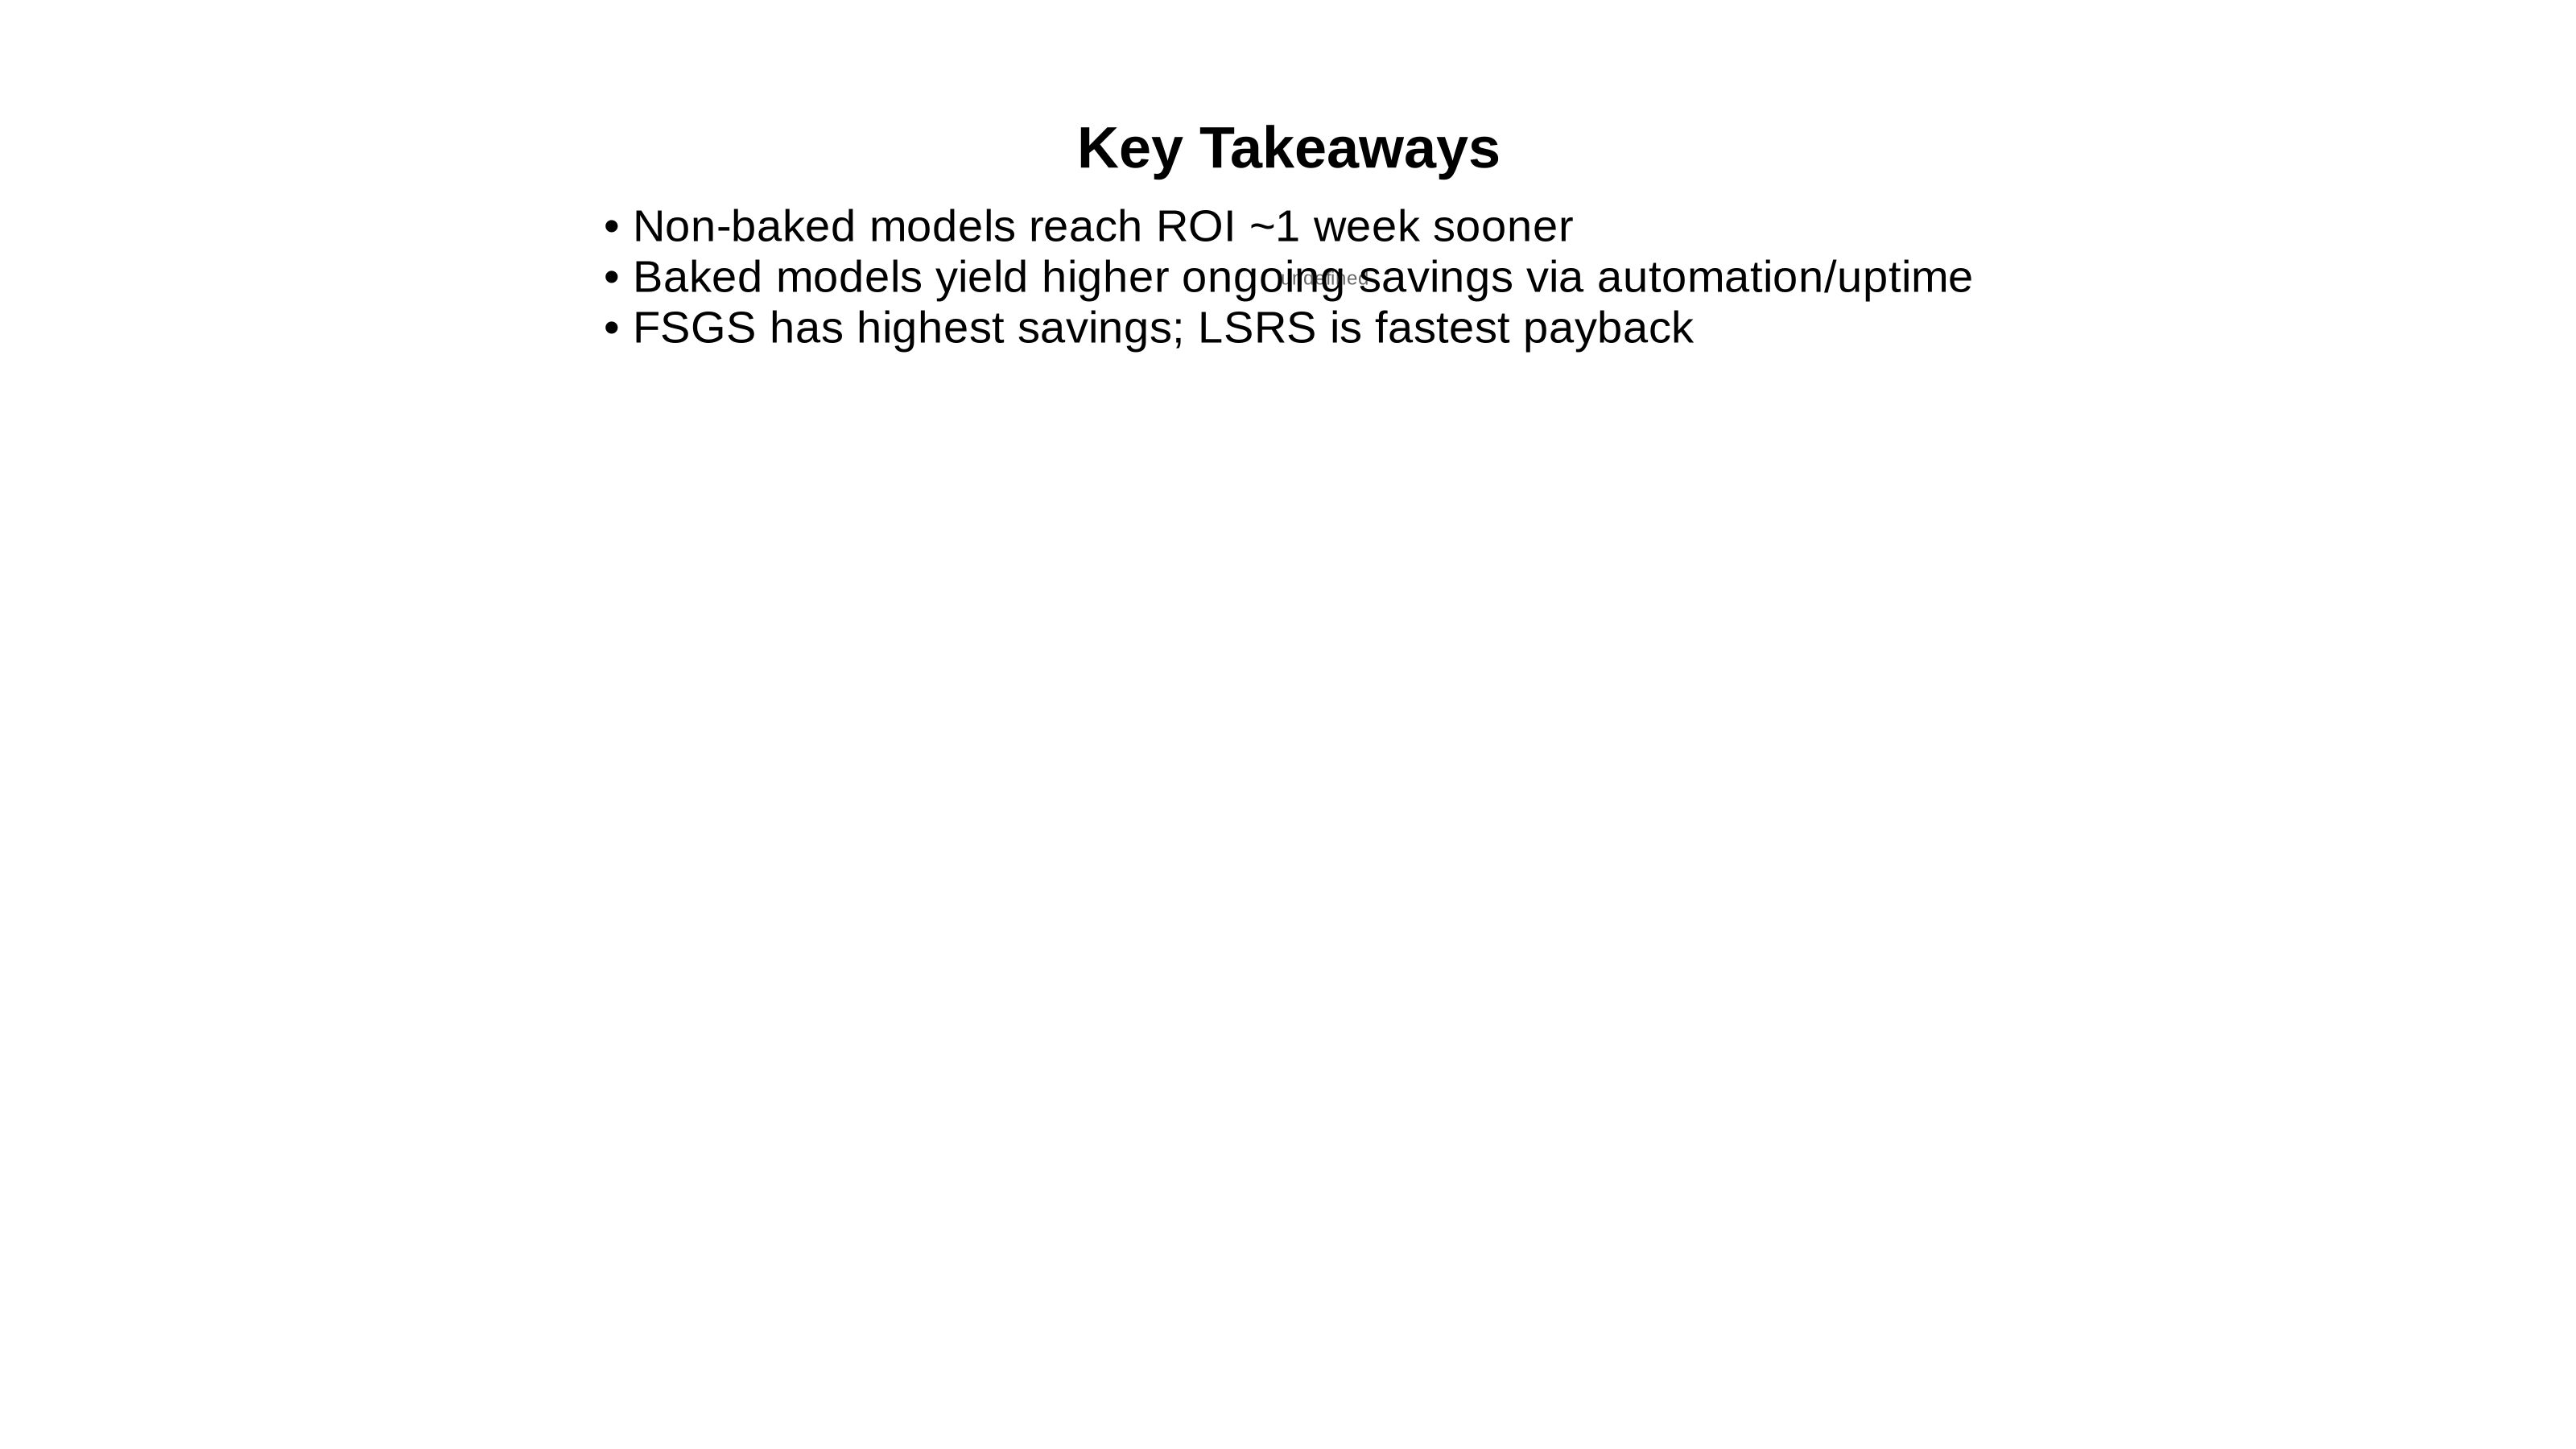 Key Takeaways
• Non-baked models reach ROI ~1 week sooner
• Baked models yield higher ongoing savings via automation/uptime
undefined
• FSGS has highest savings; LSRS is fastest payback